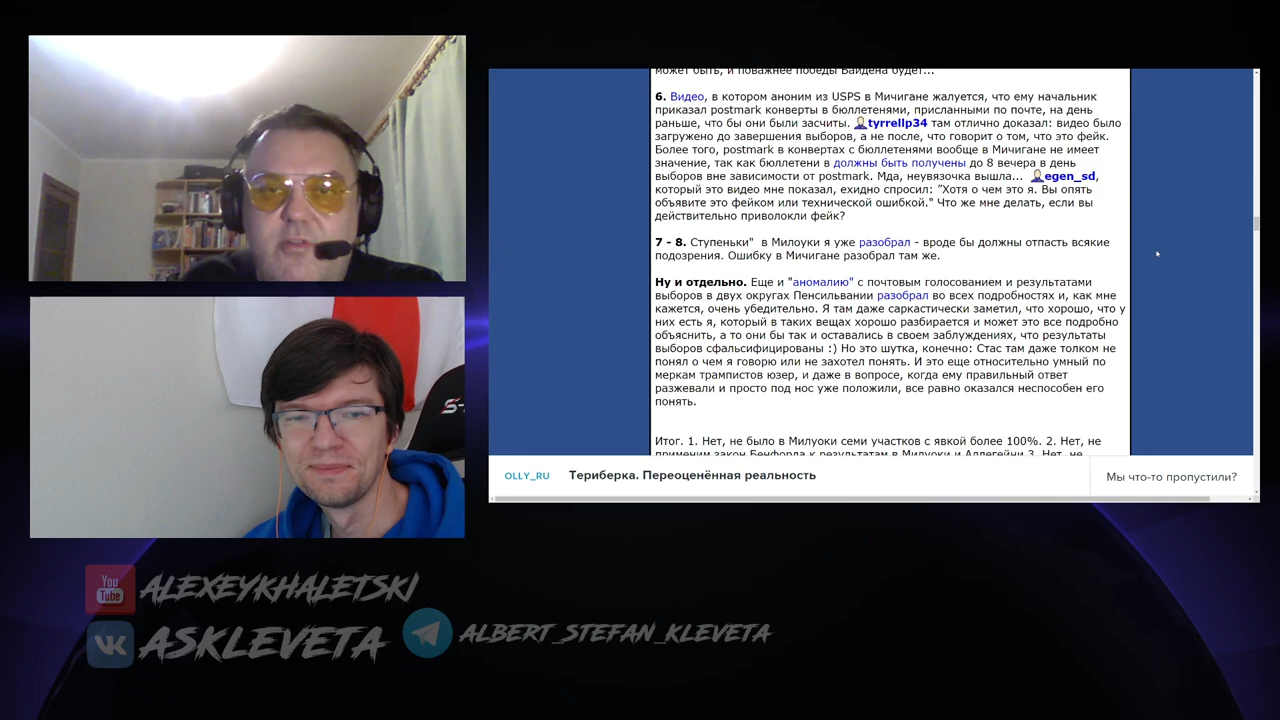 может быть, и поважнее победы Байдена будет...
6. Видео, в котором аноним из USPS в Мичигане жалуется, что ему начальник
приказал postmark конверты в бюллетенями, присланными по почте, на день
раньше, что бы они были засчиты. tyrrellp34 там отлично доказал: видео было
загружено до завершения выборов, а не после, что говорит о том, что это фейк.
Более того, postmark в конвертах с бюллетенями вообще в Мичигане не имеет
значение, так как бюллетени в должны быть получены до 8 вечера в день
выборов вне зависимости от postmark. Мда, неувязочка вышла... egen_sd,
который это видео мне показал, ехидно спросил: "Хотя о чем это я. Вы опять
объявите это фейком или технической ошибкой." Что же мне делать, если вы
действительно приволокли фейк?
7 - 8. Ступеньки" в Милоуки я уже разобрал - вроде бы должны отпасть всякие
подозрения. Ошибку в Мичигане разобрал там же.
Ну и отдельно. Еще и "аномалию" с почтовым голосованием и результатами
выборов в двух округах Пенсильвании разобрал во всех подробностях и, как мне
кажется, очень убедительно. Я там даже саркастически заметил, что хорошо, что у
них есть я, который в таких вещах хорошо разбирается и может это все подробно
объяснить, а то они бы так и оставались в своем заблуждениях, что результаты
выборов сфальсифицированы :) Но это шутка, конечно: Стас там даже толком не
понял о чем я говорю или не захотел понять. И это еще относительно умный по
меркам трампистов юзер, и даже в вопросе, когда ему правильный ответ
разжевали и просто под нос уже положили, все равно оказался неспособен его
понять.
Итог. 1. Нет, не было в Милоуки семи участков с явкой более 100%. 2. Нет, не
применим закон Бенфорда к результатам в Милоуки и Аллегейни 3. Нет, не
OLLY_RU Териберка. Переоценённая реальность Мы что-то пропустили?
S-
You
Tube
ALEXEYKHALETSKI
ASKLEVETA
ALBERT_STEFAN_KLEVETA